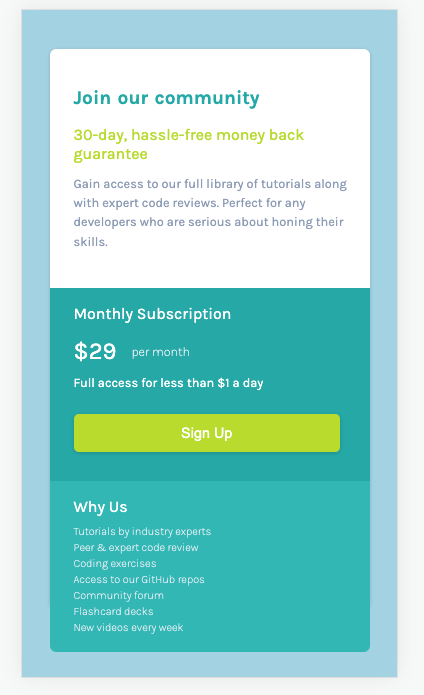 Join our community
30-day, hassle-free money back
guarantee
Gain access to our full library of tutorials along
with expert code reviews. Perfect for any
developers who are serious about honing their
skills.
Monthly Subscription
$29 per month
Full access for less than $1 a day
Sign Up
Why Us
Tutorials by industry experts
Peer & expert code review
Coding exercises
Access to our GitHub repos
Community forum
Flashcard decks
New videos every week